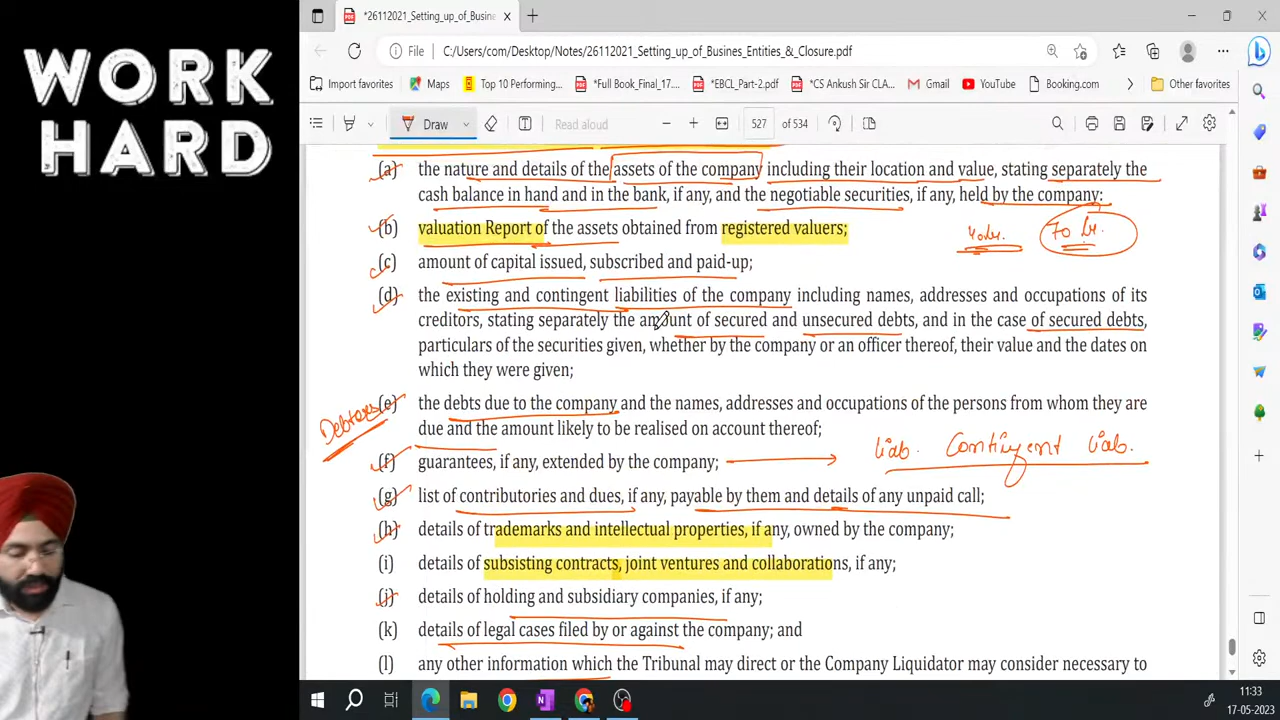 WORK
HARD
*26112021_Setting_up_of_Busine
File
C:/Users/com/Desktop/Notes/26112021_Setting_up_of_Busines_Entities_&_Closure.pdf
Import favorites
Maps
Top 10 Performing...
*Full Book_Final_17....
*EBCL_Part-2.pdf
*CS Ankush Sir CLA...
Gmail
YouTube
Booking.com
Other favorites
Draw
Read aloud
527
of 534
(a) the nature and details of the assets of the company including their location and value, stating separately the
cash balance in hand and in the bank, if any, and the negotiable securities, if any, held by the company:
(b) valuation Report of the assets obtained from registered valuers;
70 Cr.
(c) amount of capital issued, subscribed and paid-up;
(d) the existing and contingent liabilities of the company including names, addresses and occupations of its
creditors, stating separately the amount of secured and unsecured debts, and in the case of secured debts,
particulars of the securities given, whether by the company or an officer thereof, their value and the dates on
which they were given;
Debtors
(e) the debts due to the company and the names, addresses and occupations of the persons from whom they are
due and the amount likely to be realised on account thereof;
(f) guarantees, if any, extended by the company;
Liab. Contingent Liab.
(g) list of contributories and dues, if any, payable by them and details of any unpaid call;
(h) details of trademarks and intellectual properties, if any, owned by the company;
(i) details of subsisting contracts, joint ventures and collaborations, if any;
(j) details of holding and subsidiary companies, if any;
(k) details of legal cases filed by or against the company; and
(l) any other information which the Tribunal may direct or the Company Liquidator may consider necessary to
11:33
17-05-2023